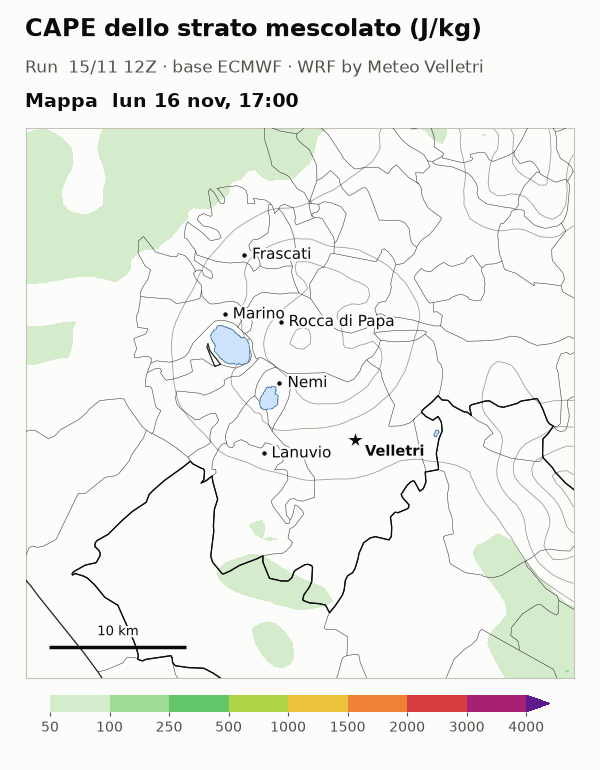 CAPE dello strato mescolato (J/kg)
Run  15/11 12Z · base ECMWF · WRF by Meteo Velletri
Mappa  lun 16 nov, 17:00
Frascati
Marino
Rocca di Papa
Nemi
Velletri
Lanuvio
10 km
50 100 250 500 1000 1500 2000 3000 4000